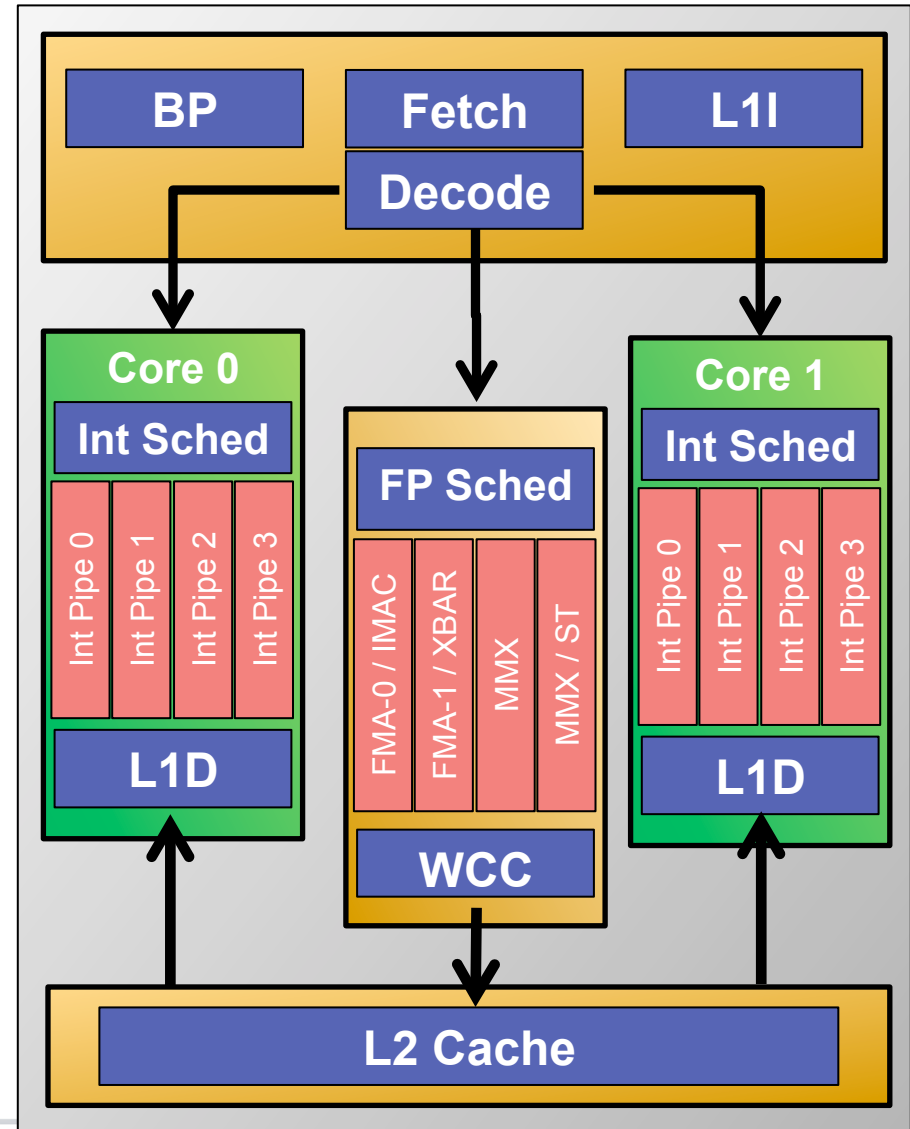 BP
Fetch
L1I
Decode
Core 0
Int Sched
Int Pipe 0
Int Pipe 1
Int Pipe 2
Int Pipe 3
L1D
FP Sched
FMA-0 / IMAC
FMA-1 / XBAR
MMX
MMX / ST
WCC
Core 1
Int Sched
Int Pipe 0
Int Pipe 1
Int Pipe 2
Int Pipe 3
L1D
L2 Cache